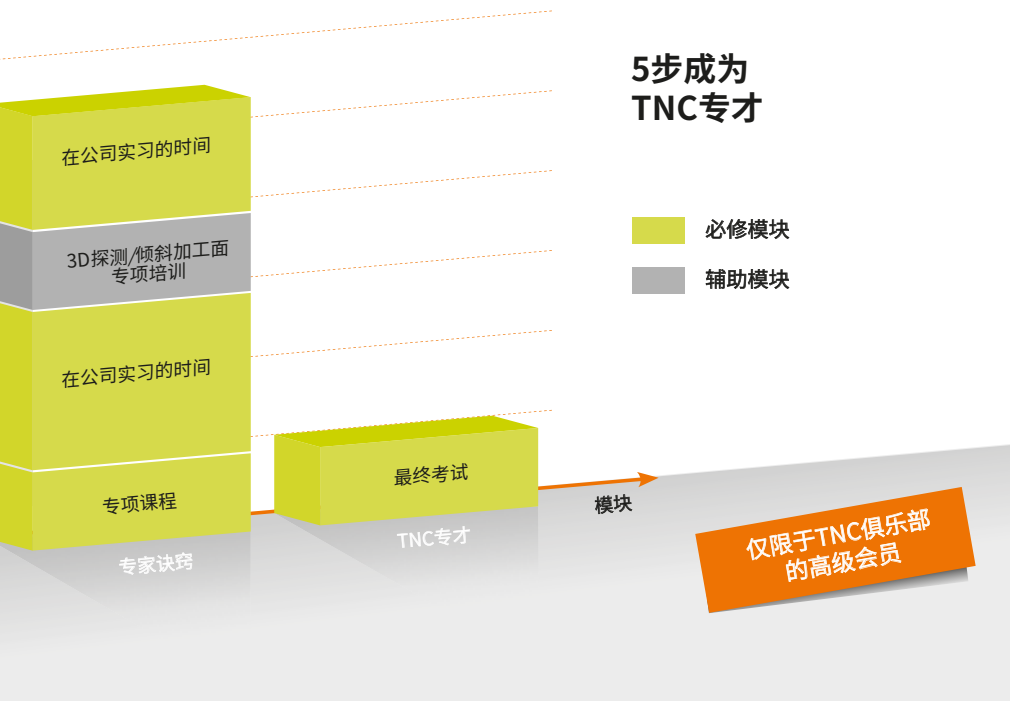 5步成为
TNC专才
必修模块
辅助模块
在公司实习的时间
3D探测/倾斜加工面
专项培训
在公司实习的时间
专项课程
专家诀窍
最终考试
TNC专才
模块
仅限于TNC俱乐部
的高级会员